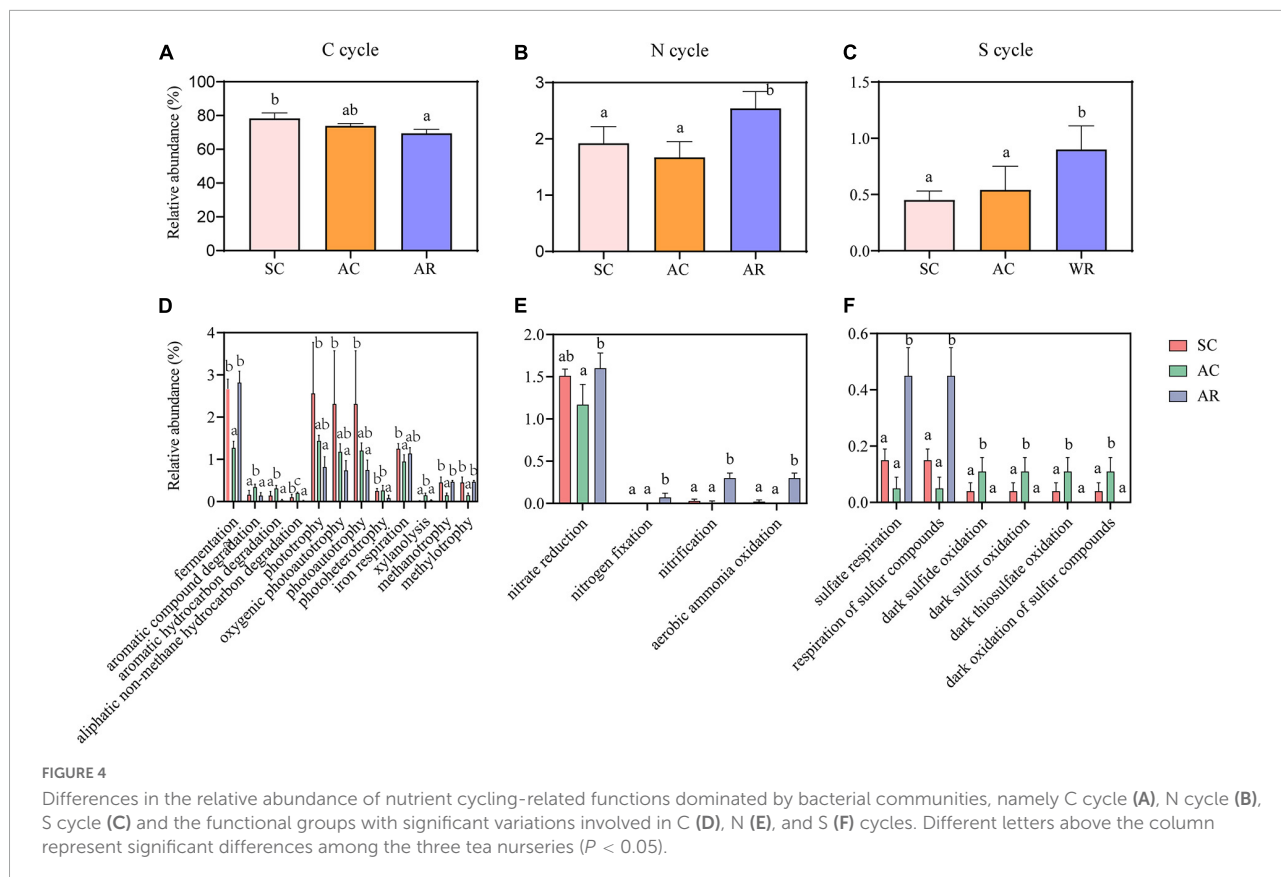 A C cycle
Relative abundance (%)
100
80
60
40
20
0
b
ab
a
SC AC AR
B N cycle
3
2
1
0
a
a
b
SC AC AR
C S cycle
1.5
1.0
0.5
0.0
a
a
b
SC AC WR
D
Relative abundance (%)
4
3
2
1
0
b a b
a b a
a b a
b c a
b ab a
b ab a
b ab a
b b a
b a ab
a b a
b a b
b a b
fermentation
aromatic compound degradation
aromatic hydrocarbon degradation
aliphatic non-methane hydrocarbon degradation
phototrophy
photoautotrophy
oxygenic photoautotrophy
photoheterotrophy
iron respiration
xylanolysis
methanotrophy
methylotrophy
E
2.0
1.5
1.0
0.5
0.0
ab a b
a a b
a a b
a a b
nitrate reduction
nitrogen fixation
nitrification
aerobic ammonia oxidation
F
0.6
0.4
0.2
0.0
a a b
a a b
a b a
a b a
a b a
a b a
sulfate respiration
respiration of sulfur compounds
dark sulfide oxidation
dark sulfur oxidation
dark thiosulfate oxidation
dark oxidation of sulfur compounds
SC
AC
AR
FIGURE 4
Differences in the relative abundance of nutrient cycling-related functions dominated by bacterial communities, namely C cycle (A), N cycle (B),
S cycle (C) and the functional groups with significant variations involved in C (D), N (E), and S (F) cycles. Different letters above the column
represent significant differences among the three tea nurseries (P < 0.05).